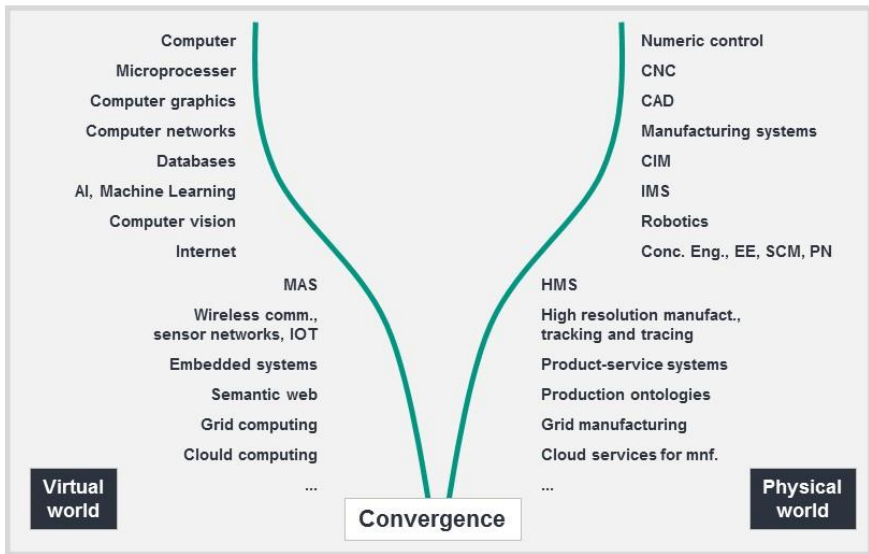 Computer
Microprocesser
Computer graphics
Computer networks
Databases
AI, Machine Learning
Computer vision
Internet
MAS
Wireless comm.,
sensor networks, IOT
Embedded systems
Semantic web
Grid computing
Clould computing
...
Numeric control
CNC
CAD
Manufacturing systems
CIM
IMS
Robotics
Conc. Eng., EE, SCM, PN
HMS
High resolution manufact.,
tracking and tracing
Product-service systems
Production ontologies
Grid manufacturing
Cloud services for mnf.
...
Virtual
world
Convergence
Physical
world